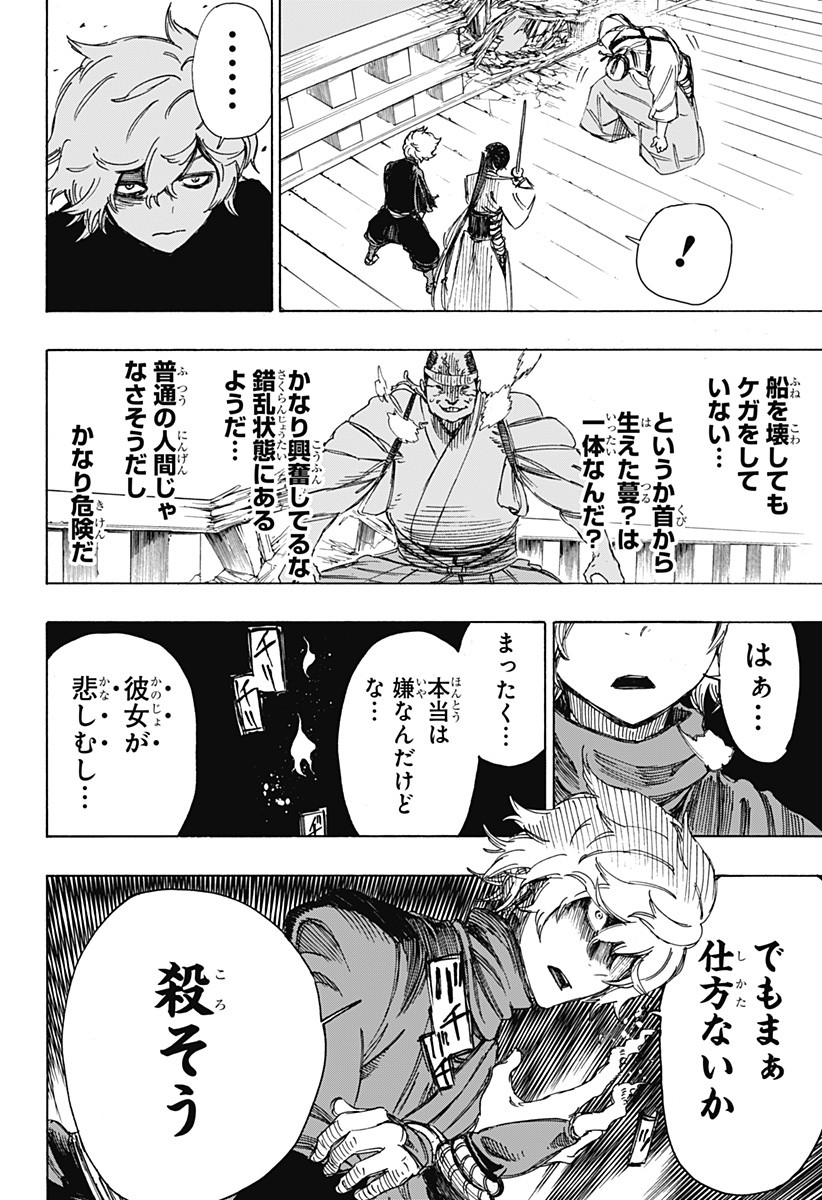 ！
・・・・・・
船を壊しても
ケガをして
いない…
というか首から
生えた蔓？は
一体なんだ？
かなり興奮してるな
錯乱状態にある
ようだ…
普通の人間じゃ
なさそうだし
かなり危険だ
はぁ…
まったく…
本当は
嫌なんだけど
な…
彼女が
悲しむし…
でもまぁ
仕方ないか
殺そう